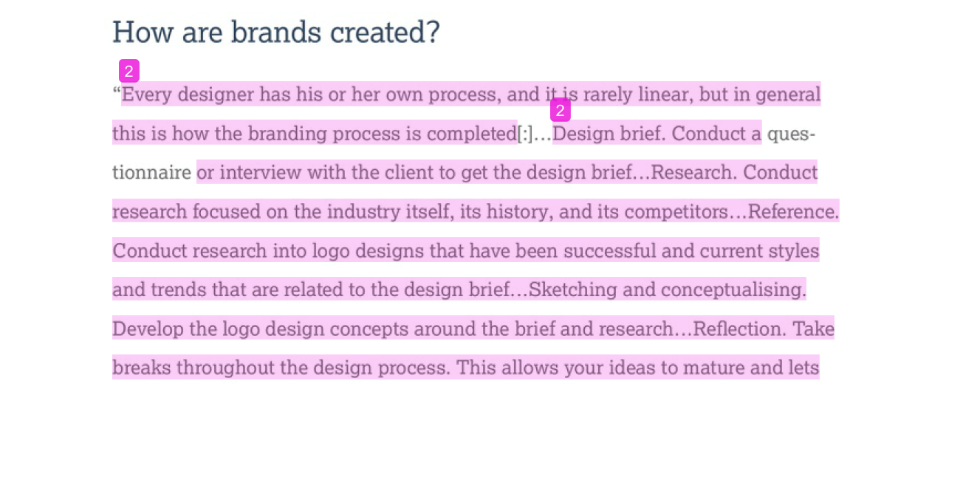 How are brands created?
2
“Every designer has his or her own process, and it is rarely linear, but in general
2
this is how the branding process is completed[:]…Design brief. Conduct a ques-
tionnaire or interview with the client to get the design brief…Research. Conduct
research focused on the industry itself, its history, and its competitors…Reference.
Conduct research into logo designs that have been successful and current styles
and trends that are related to the design brief…Sketching and conceptualising.
Develop the logo design concepts around the brief and research…Reflection. Take
breaks throughout the design process. This allows your ideas to mature and lets